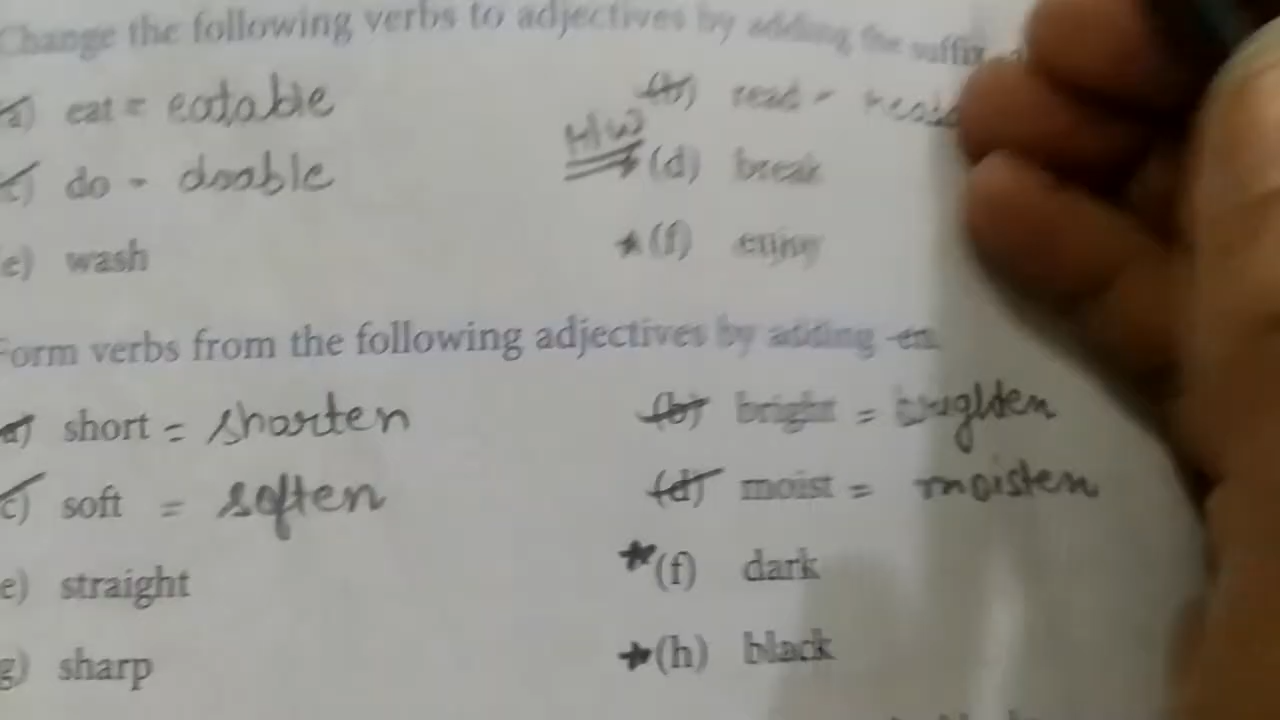 Change the following verbs to adjectives by adding the suffix
a) eat = eatable (b) read -
H/W
c) do - doable (d) break
e) wash (f) enjoy
Form verbs from the following adjectives by adding -en.
a) short = shorten (b) bright = brighten
c) soft = soften (d) moist = moisten
e) straight (f) dark
g) sharp (h) black